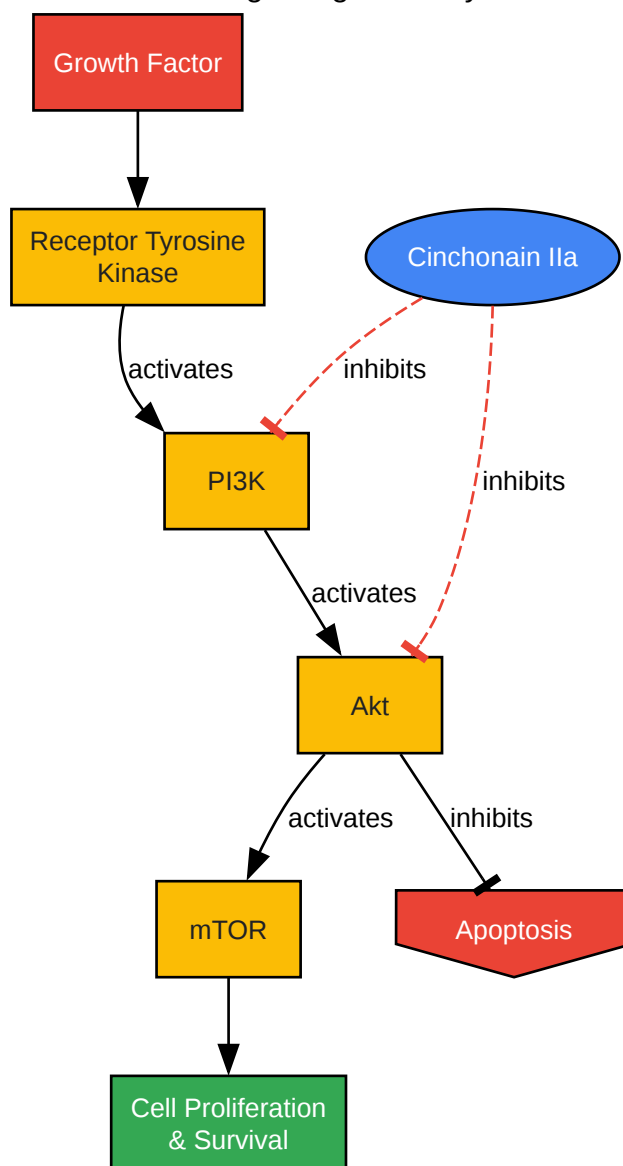 Growth Factor
Receptor Tyrosine
Kinase
Cinchonain IIa
activates
inhibits
PI3K
inhibits
activates
Akt
activates
inhibits
mTOR
Apoptosis
Cell Proliferation
& Survival